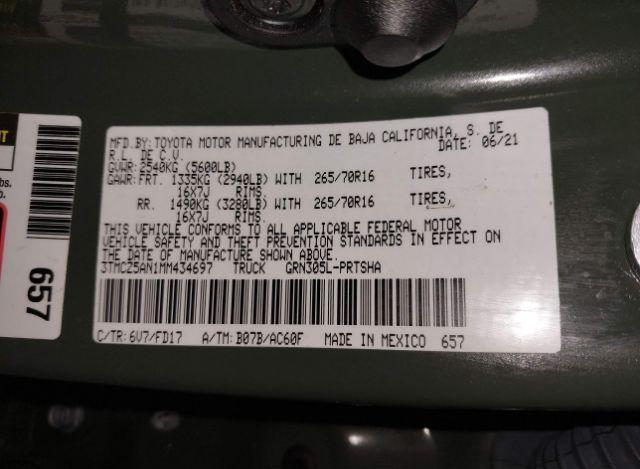 MFD.BY:TOYOTA MOTOR MANUFACTURING DE BAJA CALIFORNIA, S. DE
R.L. DE C.V. DATE: 06/21
GVWR:2540KG (5600LB)
GAWR:FRT. 1335KG (2940LB) WITH 265/70R16 TIRES,
16X7J RIMS.
RR. 1490KG (3280LB) WITH 265/70R16 TIRES,
16X7J RIMS.
THIS VEHICLE CONFORMS TO ALL APPLICABLE FEDERAL MOTOR
VEHICLE SAFETY AND THEFT PREVENTION STANDARDS IN EFFECT ON
THE DATE OF MANUFACTURE SHOWN ABOVE.
3TMCZ5AN1MM434697 TRUCK GRN305L-PRTSHA
C/TR:6V7/FD17 A/TM:B07B/AC60F MADE IN MEXICO 657
657
bs.